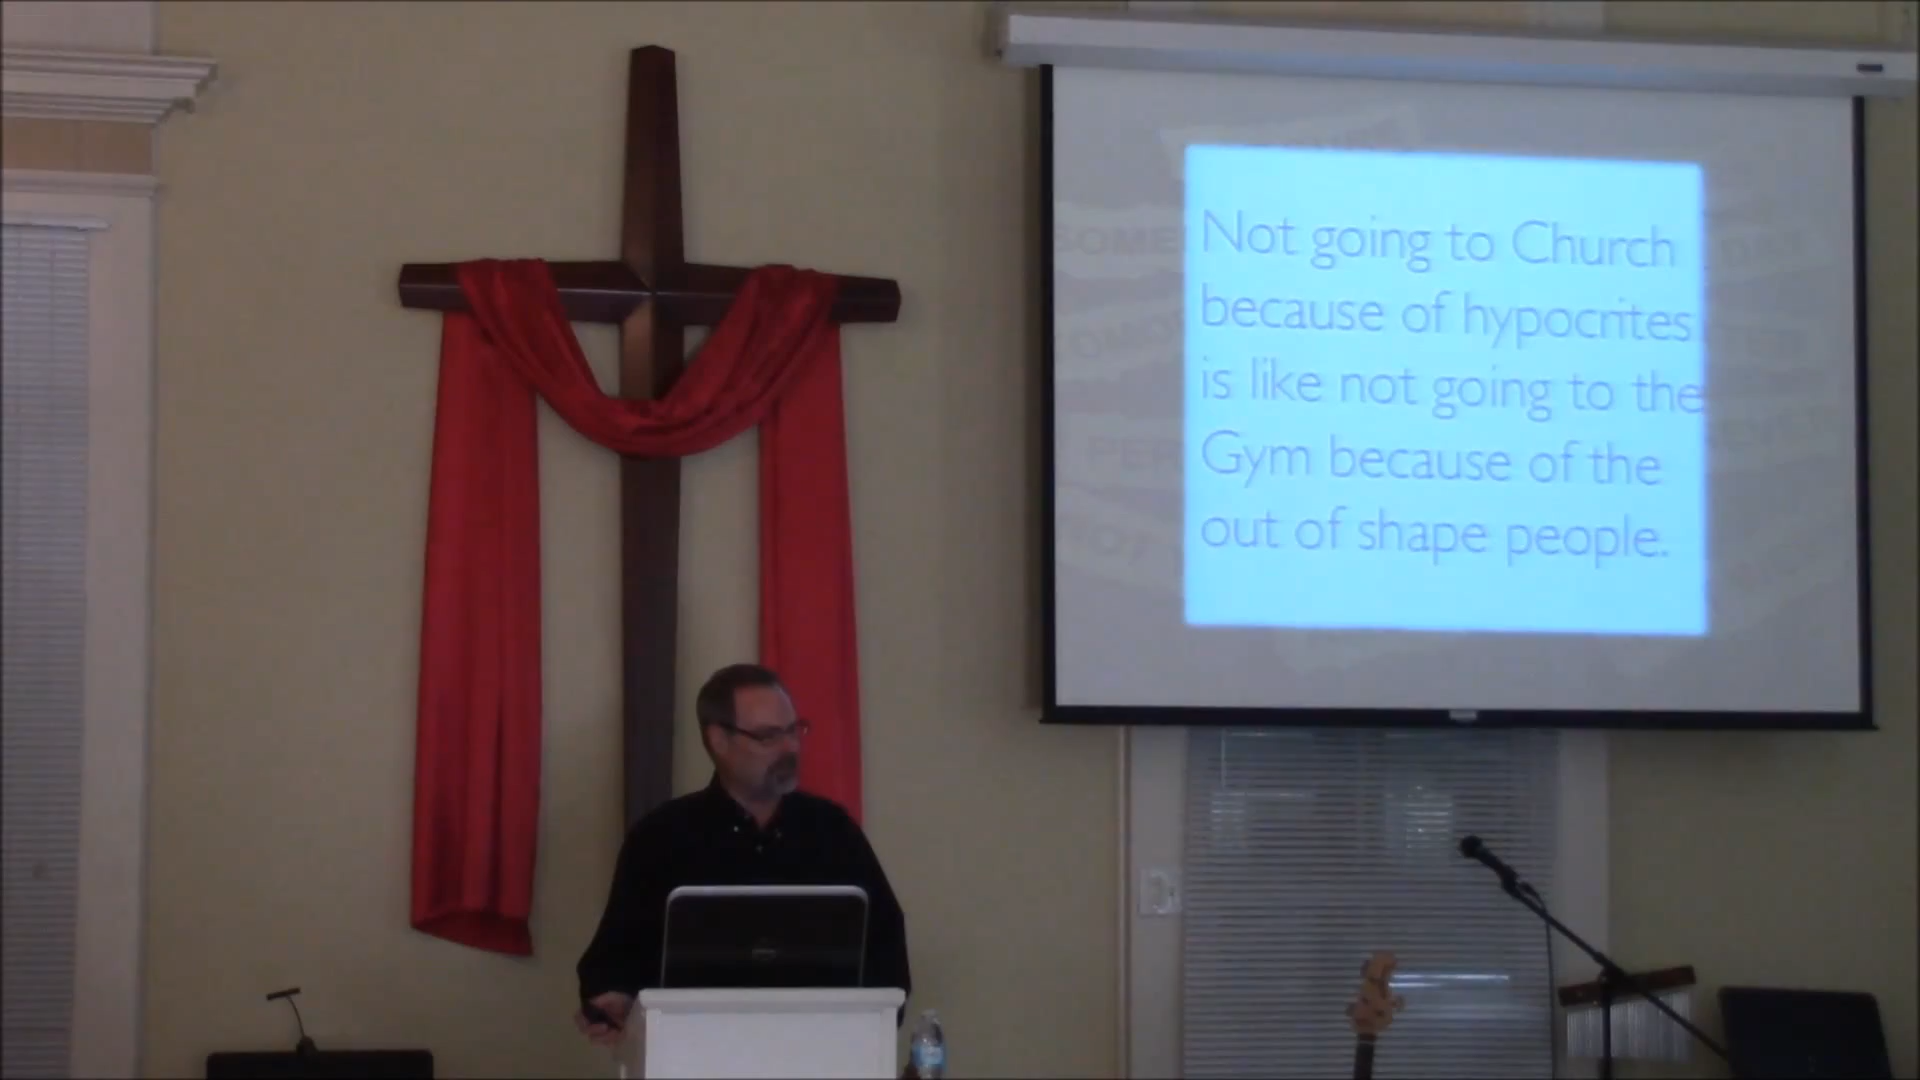 Not going to Church
because of hypocrites
is like not going to the
Gym because of the
out of shape people.